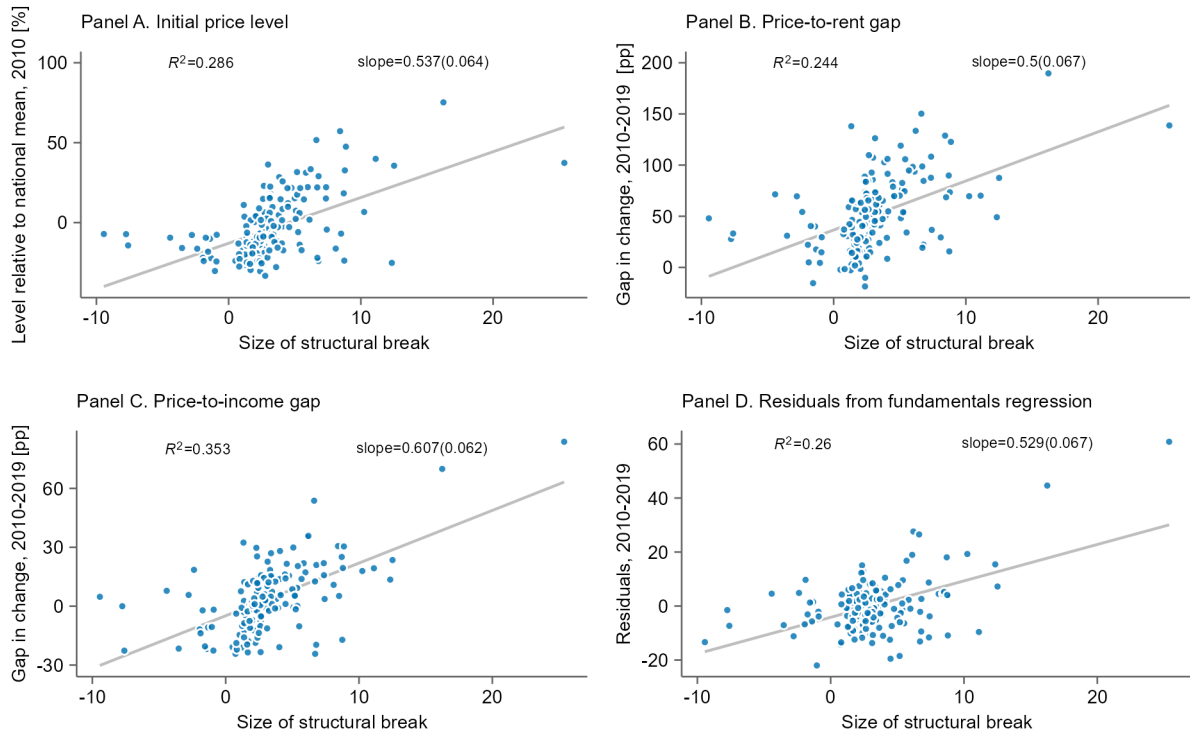 Panel A. Initial price level
Level relative to national mean, 2010 [%]
R²=0.286
slope=0.537(0.064)
100
50
0
-10 0 10 20
Size of structural break
Panel B. Price-to-rent gap
Gap in change, 2010-2019 [pp]
R²=0.244
slope=0.5(0.067)
200
150
100
50
0
-10 0 10 20
Size of structural break
Panel C. Price-to-income gap
Gap in change, 2010-2019 [pp]
R²=0.353
slope=0.607(0.062)
60
30
0
-30
-10 0 10 20
Size of structural break
Panel D. Residuals from fundamentals regression
Residuals, 2010-2019
R²=0.26
slope=0.529(0.067)
60
40
20
0
-20
-10 0 10 20
Size of structural break